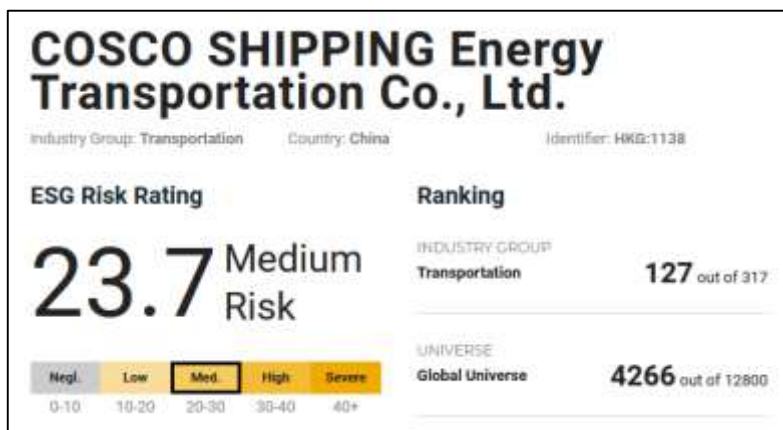 COSCO SHIPPING Energy
Transportation Co., Ltd.
Industry Group: Transportation Country: China Identifier: HKG:1138
ESG Risk Rating
Ranking
23.7 Medium
Risk
INDUSTRY GROUP
Transportation 127 out of 317
UNIVERSE
Global Universe 4266 out of 12800
Negl. Low Med. High Severe
0-10 10-20 20-30 30-40 40+